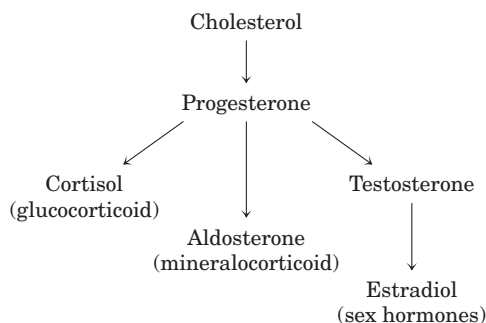 Cholesterol
Progesterone
Cortisol
(glucocorticoid)
Aldosterone
(mineralocorticoid)
Testosterone
Estradiol
(sex hormones)